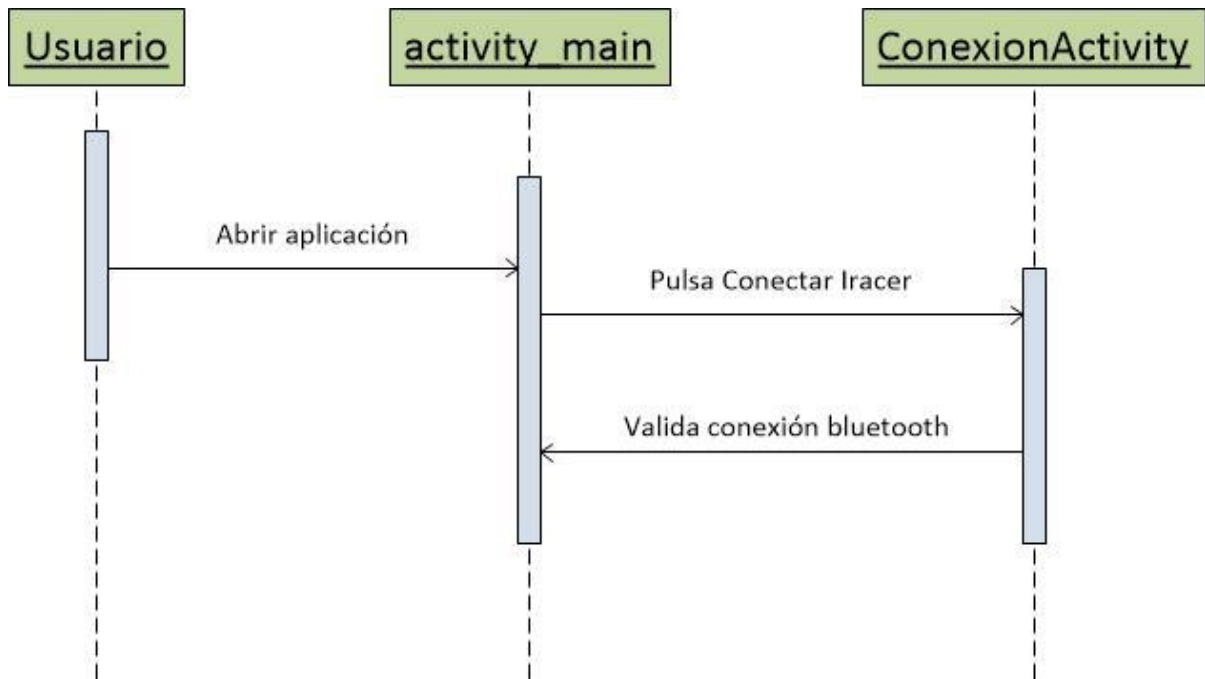 Usuario
activity_main
ConexionActivity
Abrir aplicación
Pulsa Conectar Iracer
Valida conexión bluetooth